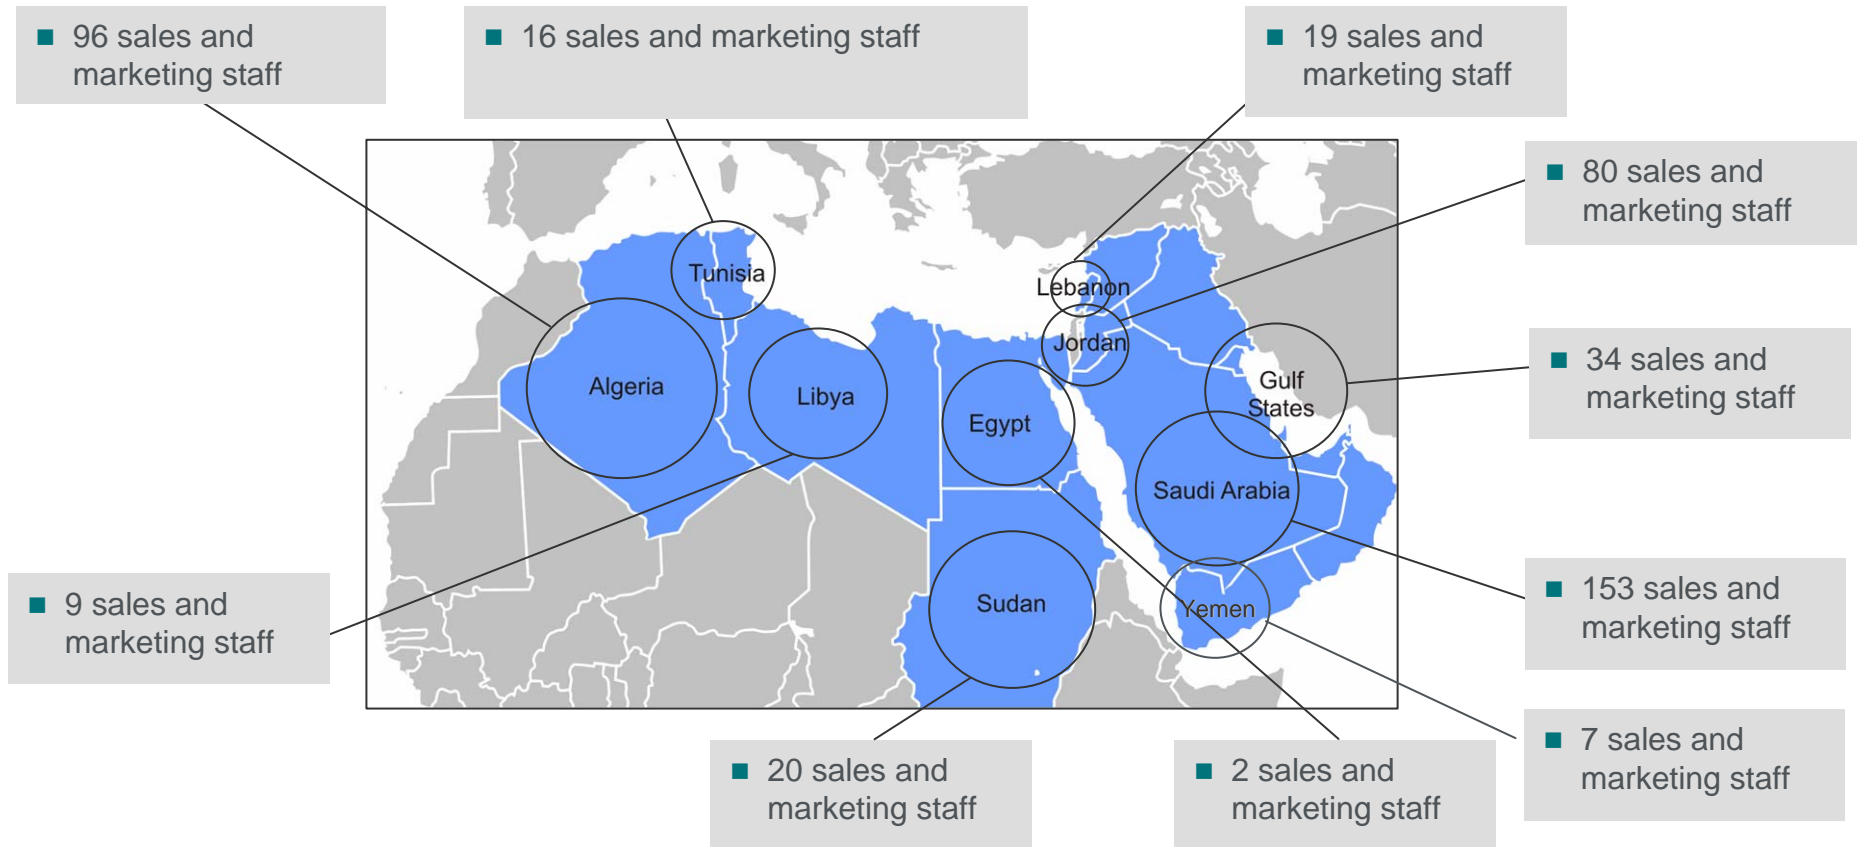 96 sales and
marketing staff
16 sales and marketing staff
19 sales and
marketing staff
80 sales and
marketing staff
Tunisia
Lebanon
Jordan
Algeria
Libya
Egypt
Gulf
States
34 sales and
marketing staff
Saudi Arabia
Sudan
Yemen
9 sales and
marketing staff
153 sales and
marketing staff
20 sales and
marketing staff
2 sales and
marketing staff
7 sales and
marketing staff